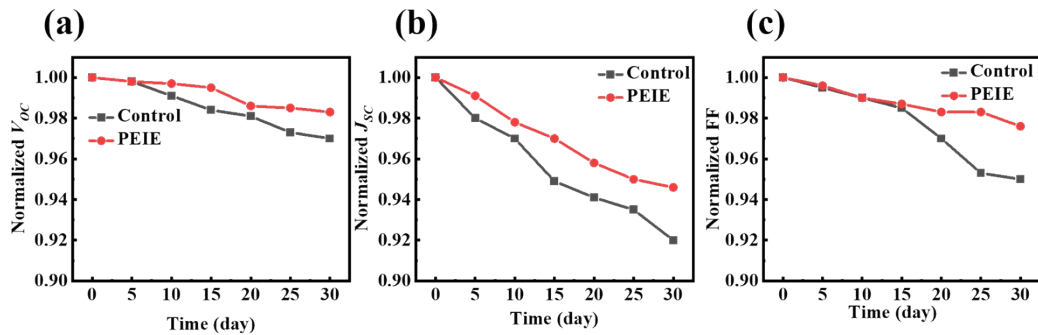 (a)
1.00
0.98
0.96
0.94
0.92
0.90
Normalized V_OC
Control
PEIE
0 5 10 15 20 25 30
Time (day)
(b)
1.00
0.98
0.96
0.94
0.92
0.90
Normalized J_SC
Control
PEIE
0 5 10 15 20 25 30
Time (day)
(c)
1.00
0.98
0.96
0.94
0.92
0.90
Normalized FF
Control
PEIE
0 5 10 15 20 25 30
Time (day)